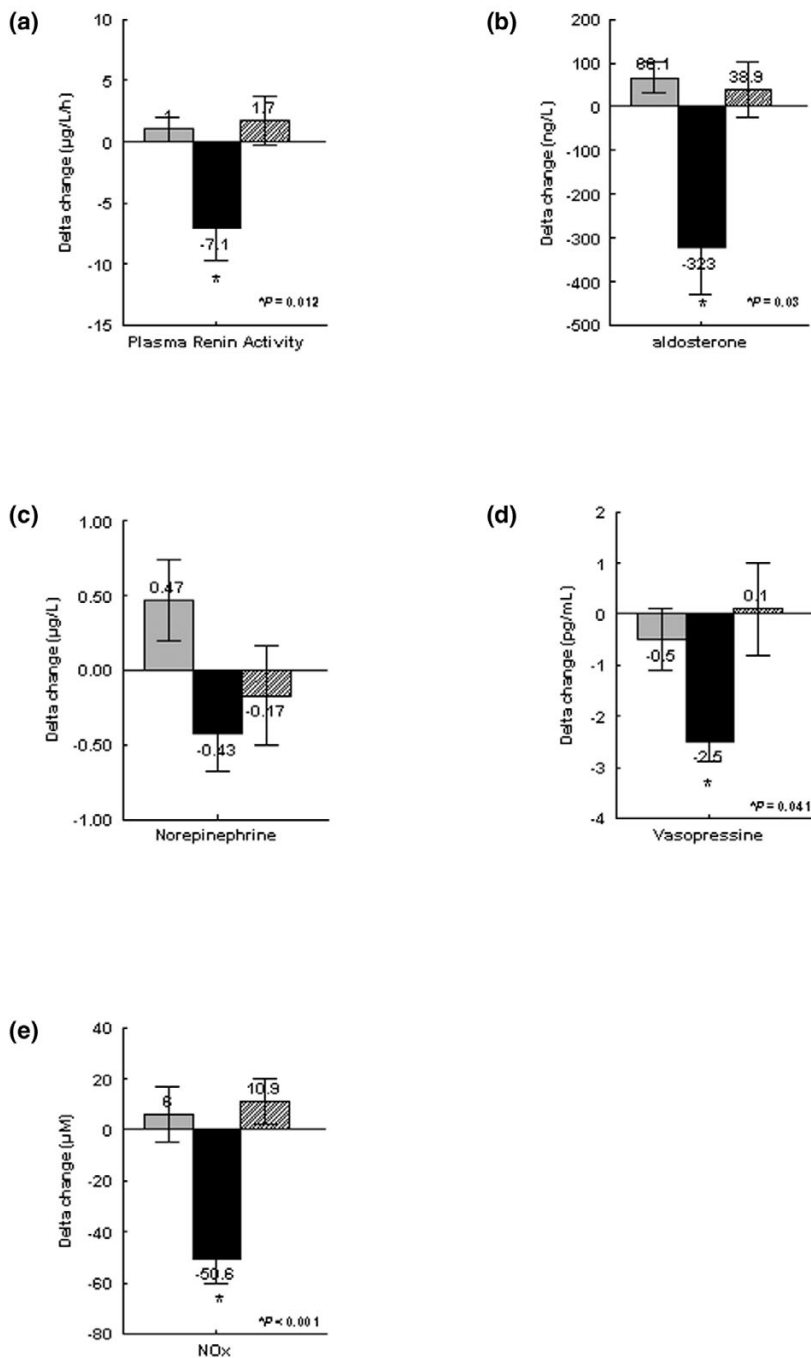 (a)
10
5
0
-5
-10
-15
Delta change (µg/L/h)
1
-7.1
1.7
*
*P = 0.012
Plasma Renin Activity
(b)
200
100
0
-100
-200
-300
-400
-500
Delta change (ng/L)
-323
38.9
*
*P = 0.03
aldosterone
(c)
1.00
0.50
0.00
-0.50
-1.00
Delta change (µg/L)
0.47
-0.43
-0.17
Norepinephrine
(d)
2
1
0
-1
-2
-3
-4
Delta change (pg/mL)
-0.5
-2.5
0.1
*
*P = 0.041
Vasopressine
(e)
40
20
0
-20
-40
-60
-80
Delta change (µM)
6
-50.6
10.9
*
*P < 0.001
NOx